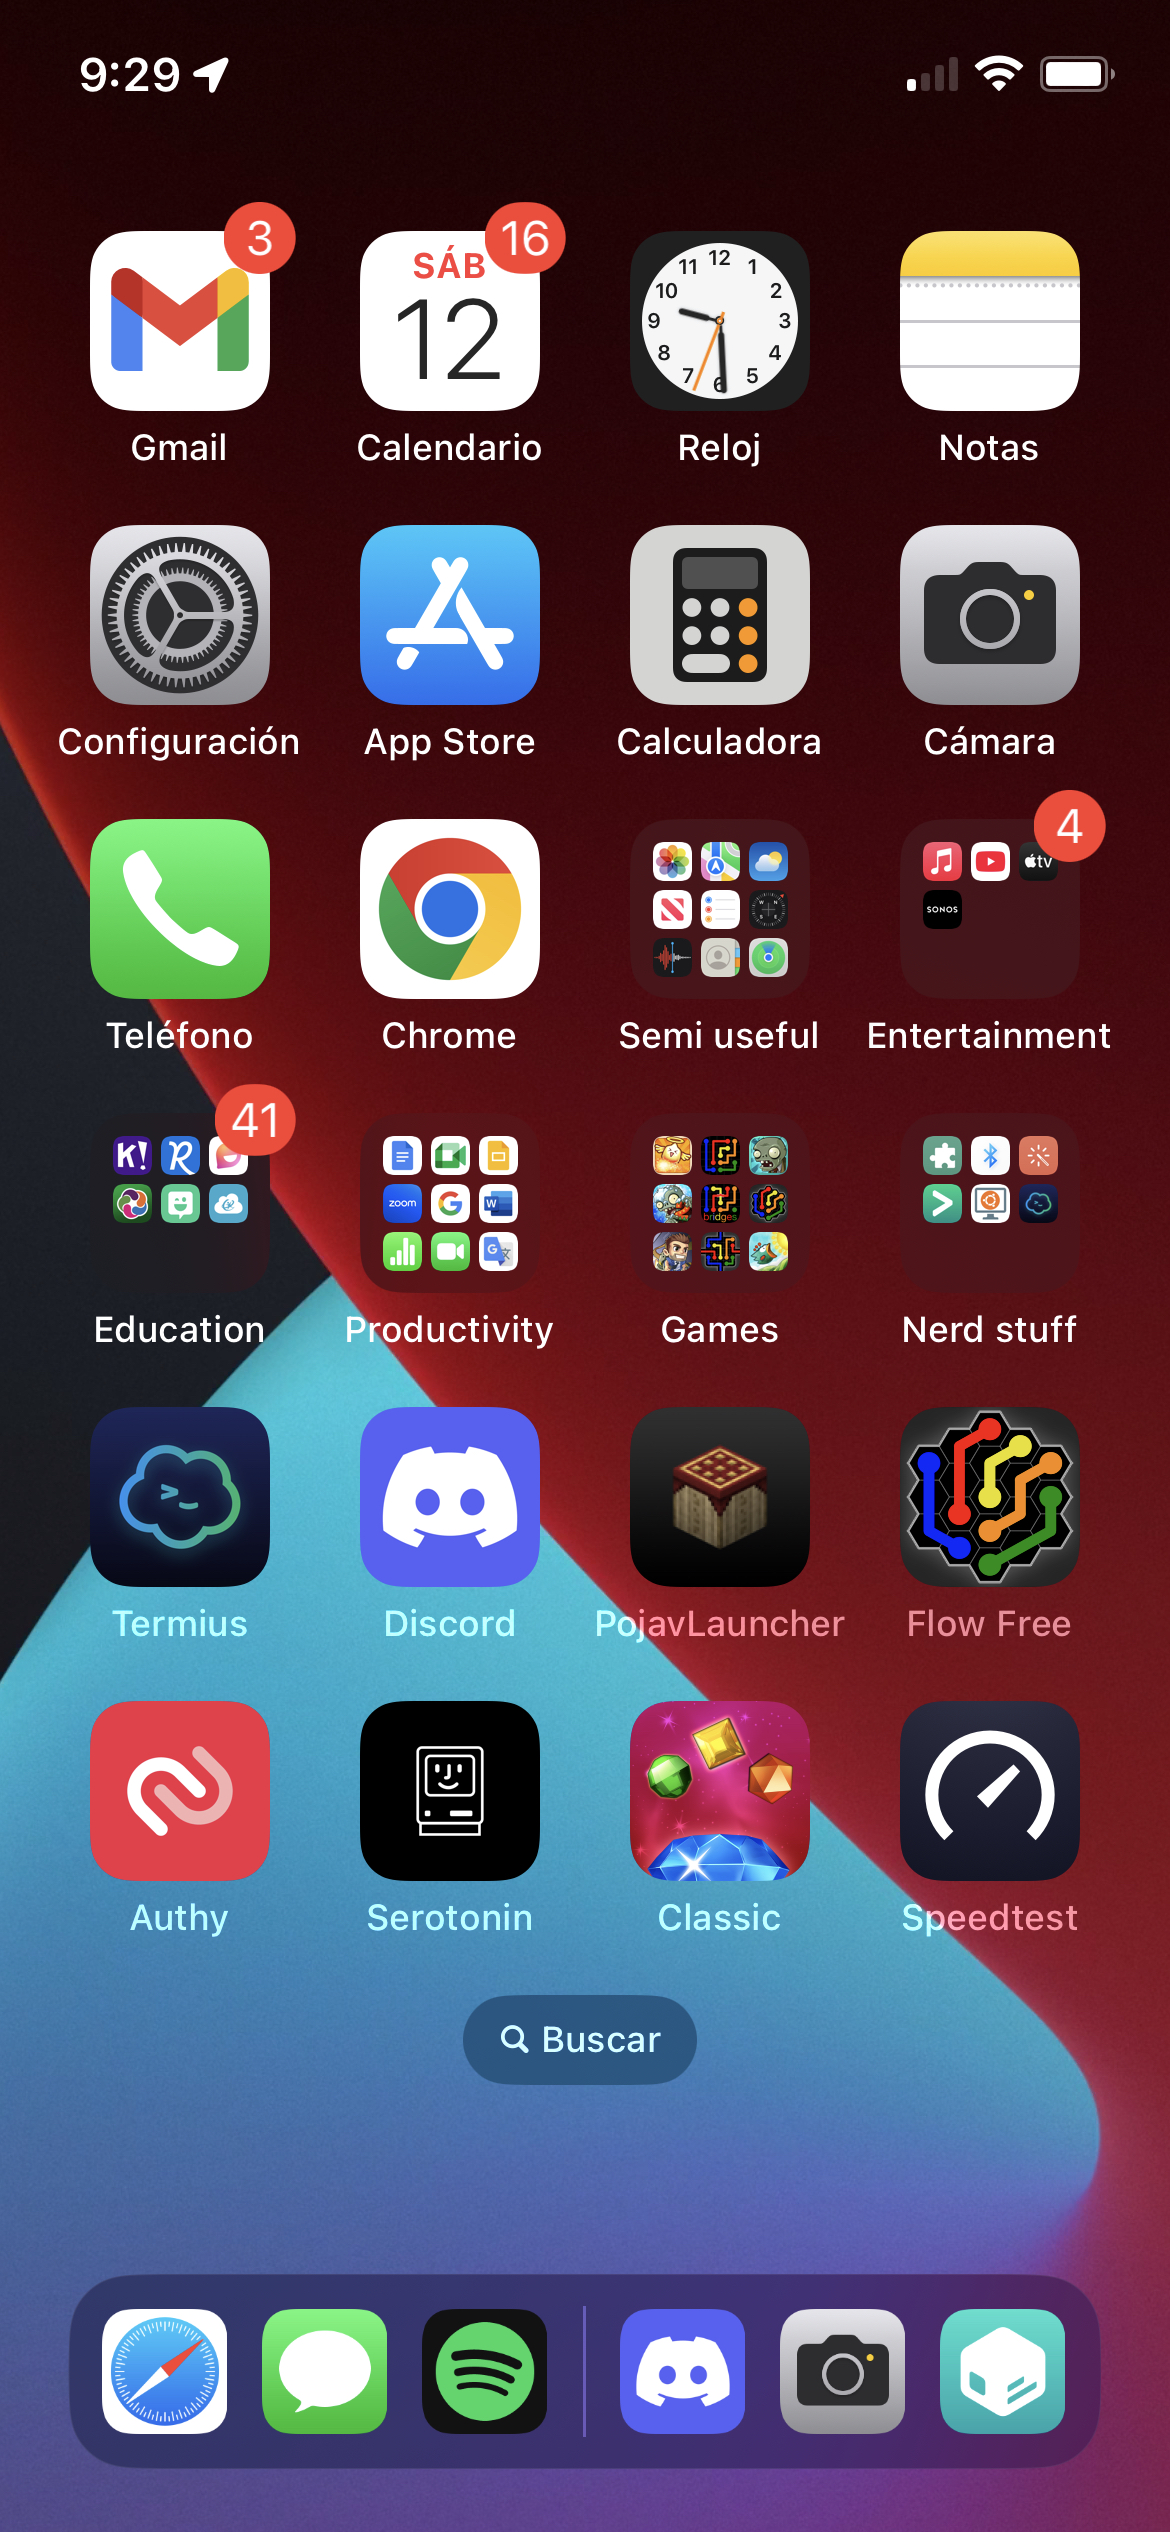 9:29
3
16
SÁB
12
12
1
2
3
4
5
6
7
8
9
10
11
Gmail
Calendario
Reloj
Notas
Configuración
App Store
Calculadora
Cámara
4
tv
SONOS
Teléfono
Chrome
Semi useful
Entertainment
41
K!
R
zoom
G
W
bridges
G
Education
Productivity
Games
Nerd stuff
>_
Termius
Discord
PojavLauncher
Flow Free
Authy
Serotonin
Classic
Speedtest
Buscar